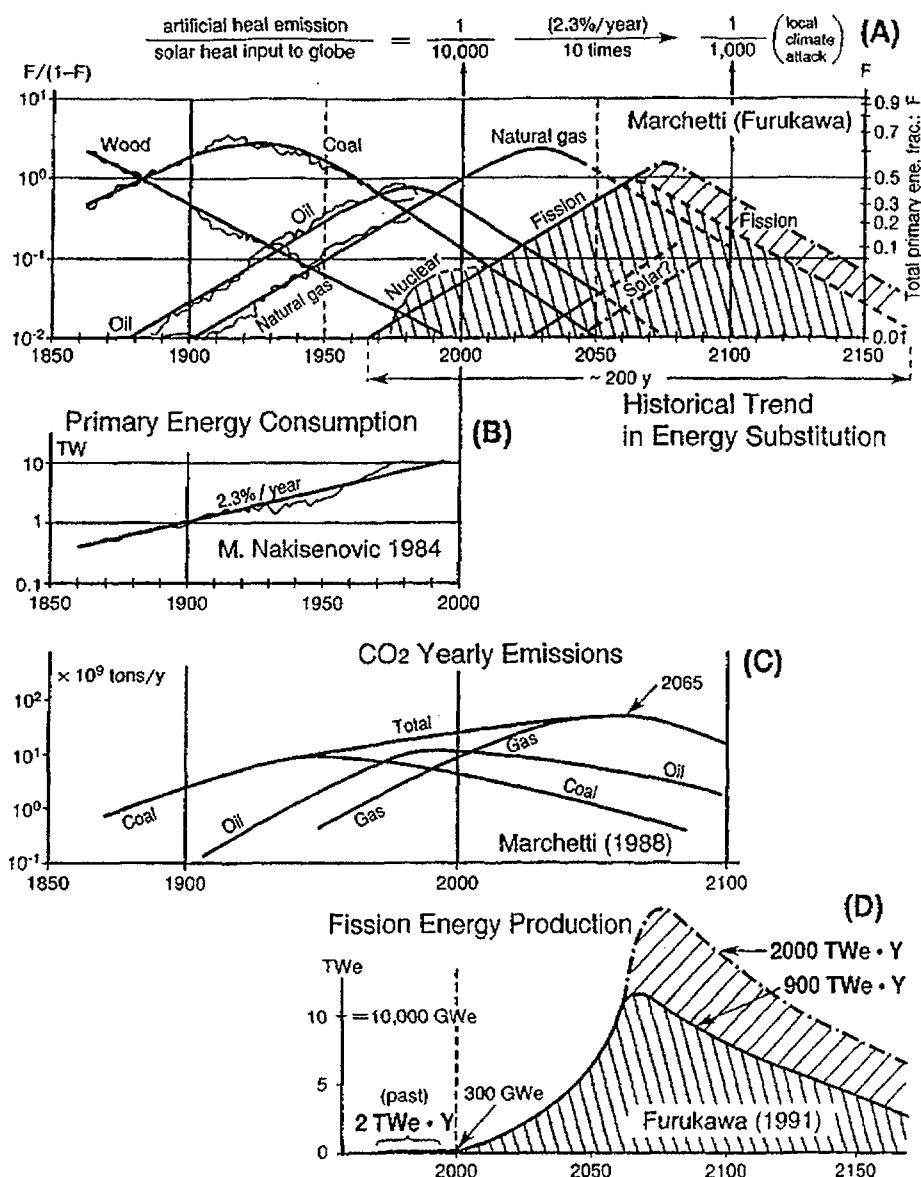 artificial heal emission
solar heat input to globe
=
1
10,000
(2.3%/year)
10 times
1
1,000
(local climate attack)
(A)
F/(1–F)
F
10¹
10⁰
10⁻¹
10⁻²
Wood
Coal
Natural gas
Marchetti (Furukawa)
Oil
Fission
Fission
Nuclear
Natural gas
Solar?
Oil
0.9
0.7
0.5
0.3
0.2
0.1
0.01
Total primary ene. frac.: F
1850
1900
1950
2000
2050
2100
2150
~ 200 y
Historical Trend
in Energy Substitution
Primary Energy Consumption
(B)
TW
10
1
0.1
2.3% / year
M. Nakisenovic 1984
1850
1900
1950
2000
CO₂ Yearly Emissions
(C)
× 10⁹ tons/y
2065
10²
10¹
10⁰
10⁻¹
Total
Gas
Oil
Coal
Coal
Oil
Gas
Marchetti (1988)
1850
1900
2000
2100
(D)
Fission Energy Production
TWe
2000 TWe • Y
900 TWe • Y
10
= 10,000 GWe
5
(past)
2 TWe • Y
300 GWe
Furukawa (1991)
0
2000
2050
2100
2150